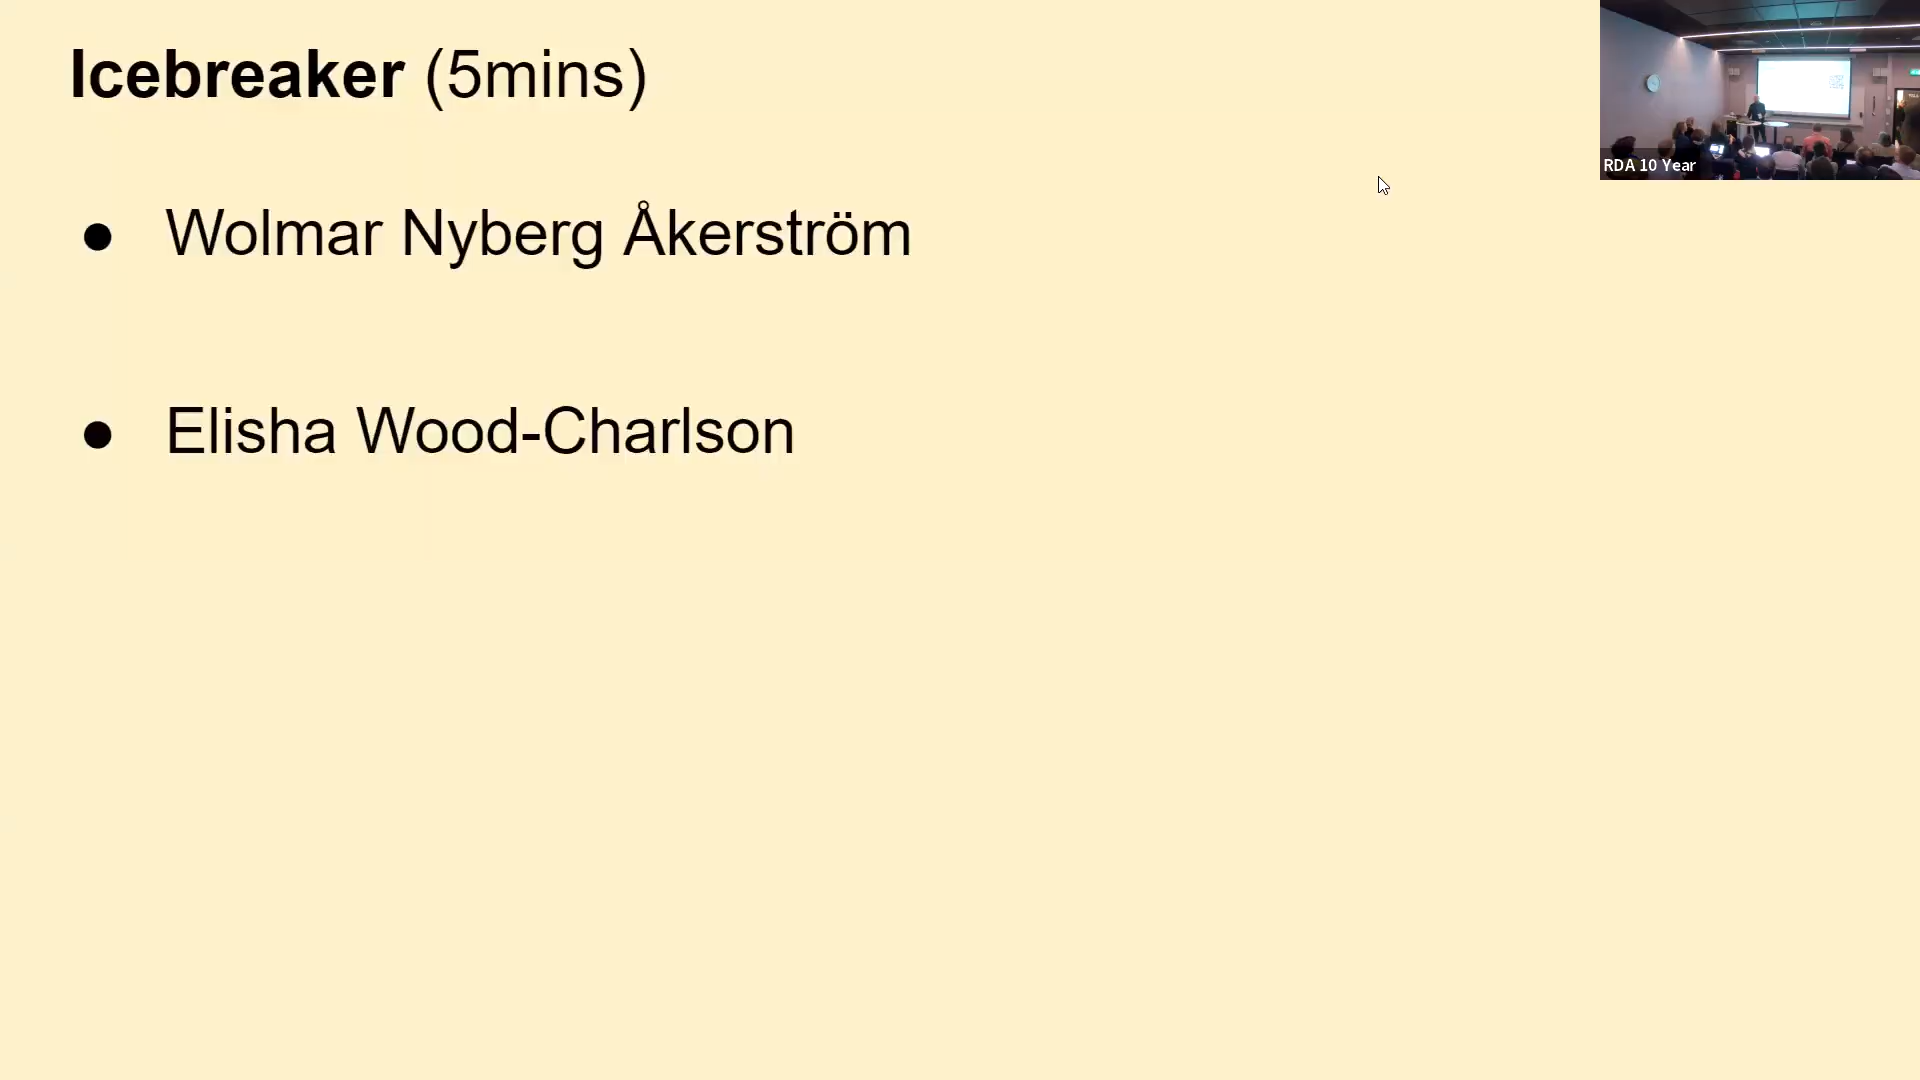 Icebreaker (5mins)
● Wolmar Nyberg Åkerström
● Elisha Wood-Charlson
RDA 10 Year